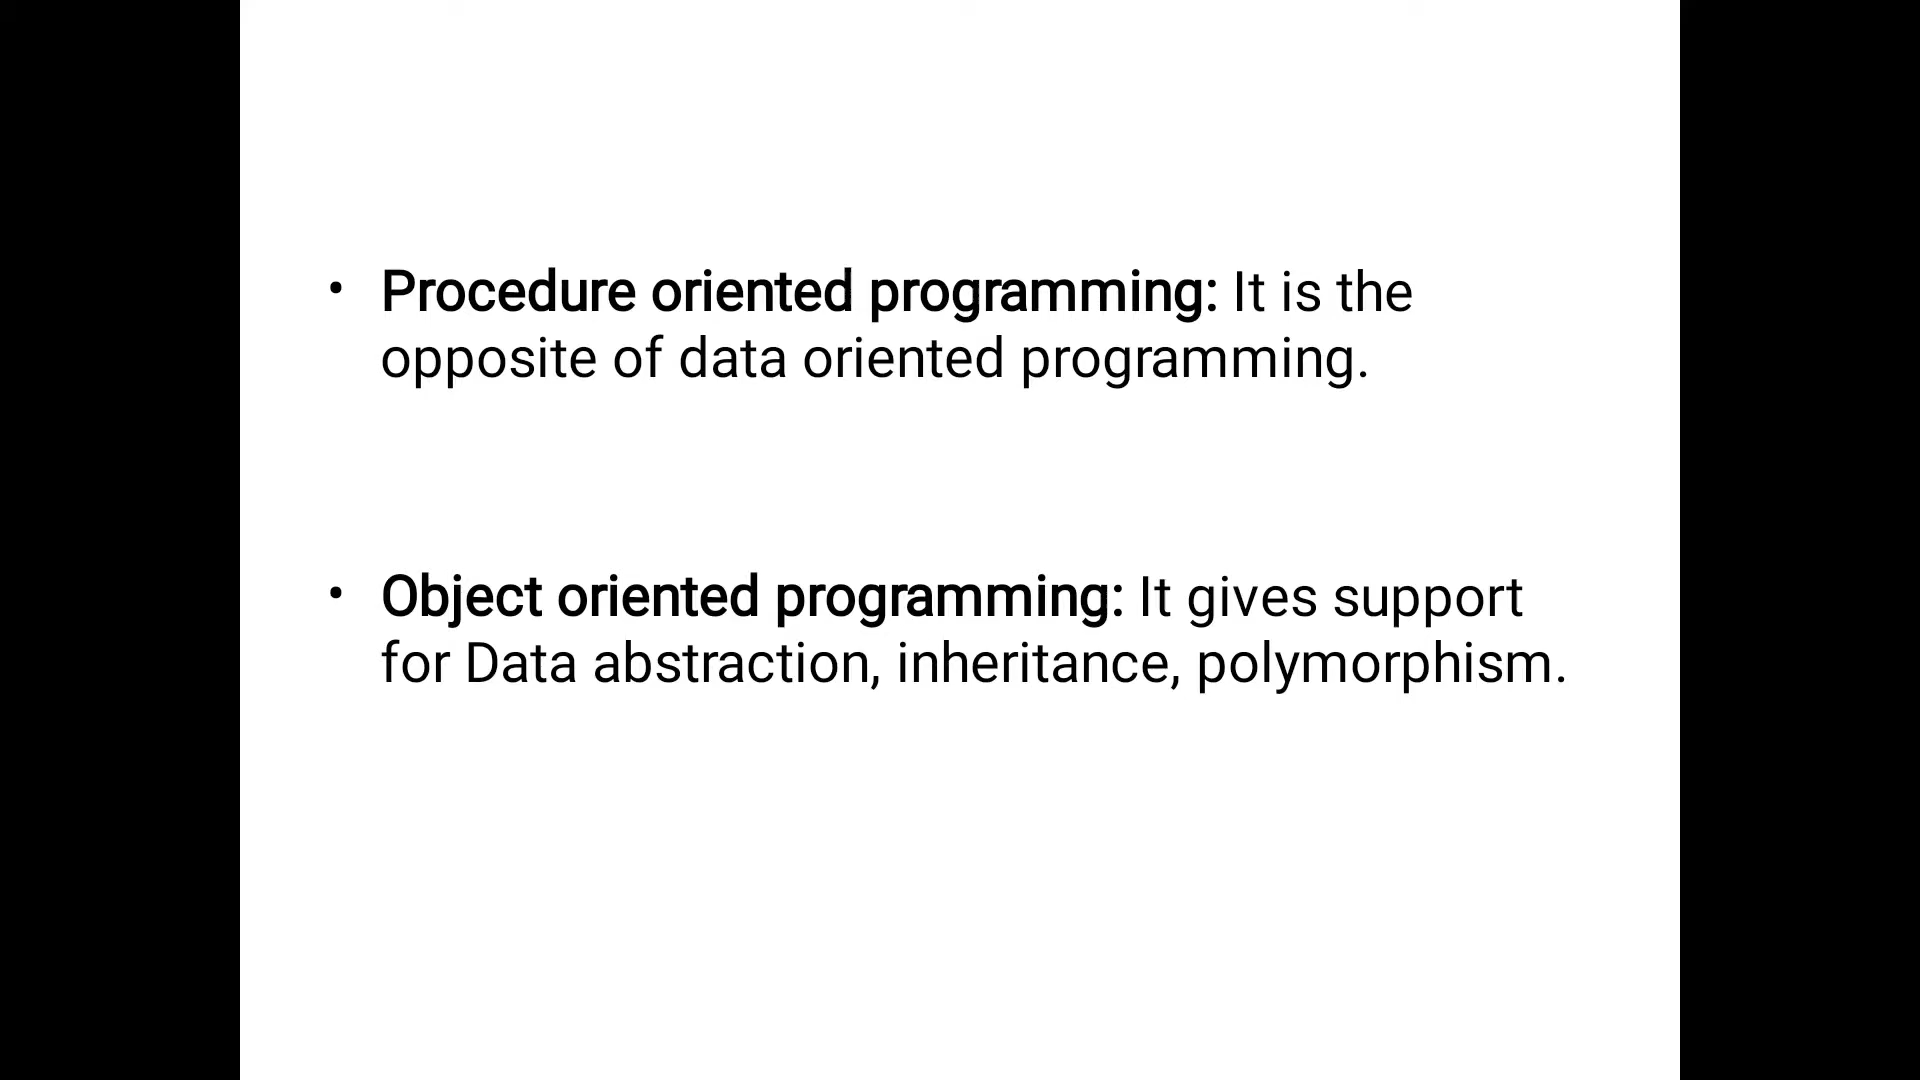 • Procedure oriented programming: It is the
opposite of data oriented programming.
• Object oriented programming: It gives support
for Data abstraction, inheritance, polymorphism.